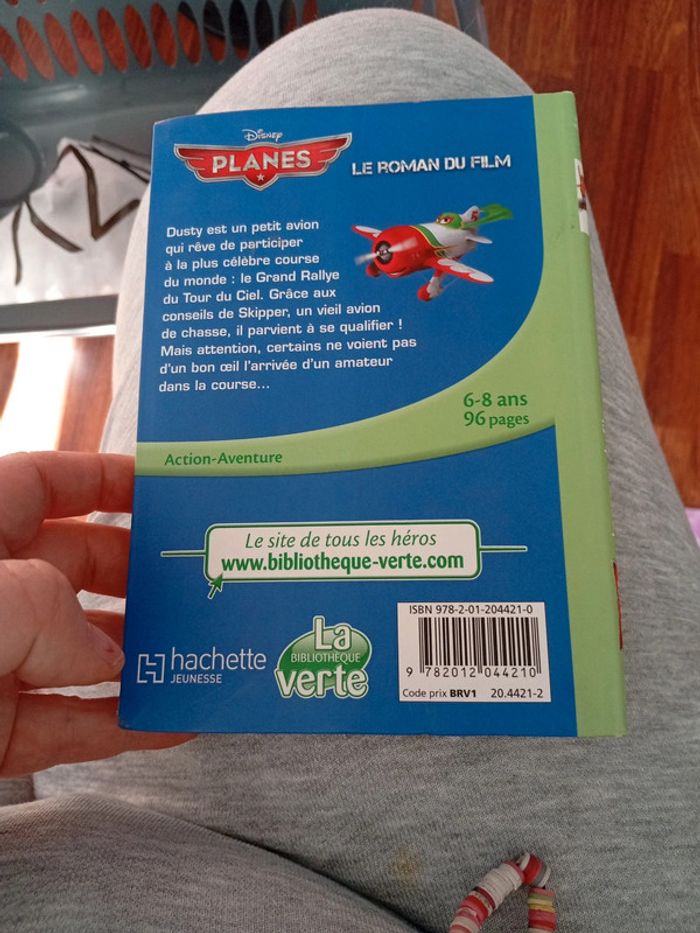 Disney
PLANES
LE ROMAN DU FILM
Dusty est un petit avion
qui rêve de participer
à la plus célèbre course
du monde : le Grand Rallye
du Tour du Ciel. Grâce aux
conseils de Skipper, un vieil avion
de chasse, il parvient à se qualifier !
Mais attention, certains ne voient pas
d'un bon œil l'arrivée d'un amateur
dans la course...
6-8 ans
96 pages
Action-Aventure
Le site de tous les héros
www.bibliotheque-verte.com
hachette
JEUNESSE
La
BIBLIOTHÈQUE
verte
ISBN 978-2-01-204421-0
9 782012 044210
Code prix BRV1 20.4421-2